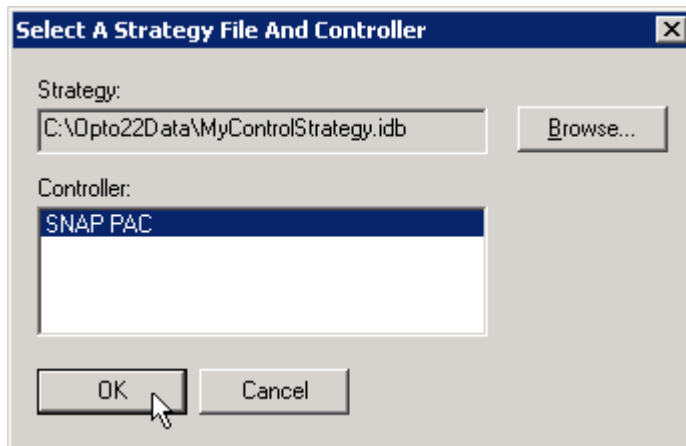 Select A Strategy File And Controller
Strategy:
C:\Opto22Data\MyControlStrategy.idb
Browse...
Controller:
SNAP PAC
OK
Cancel